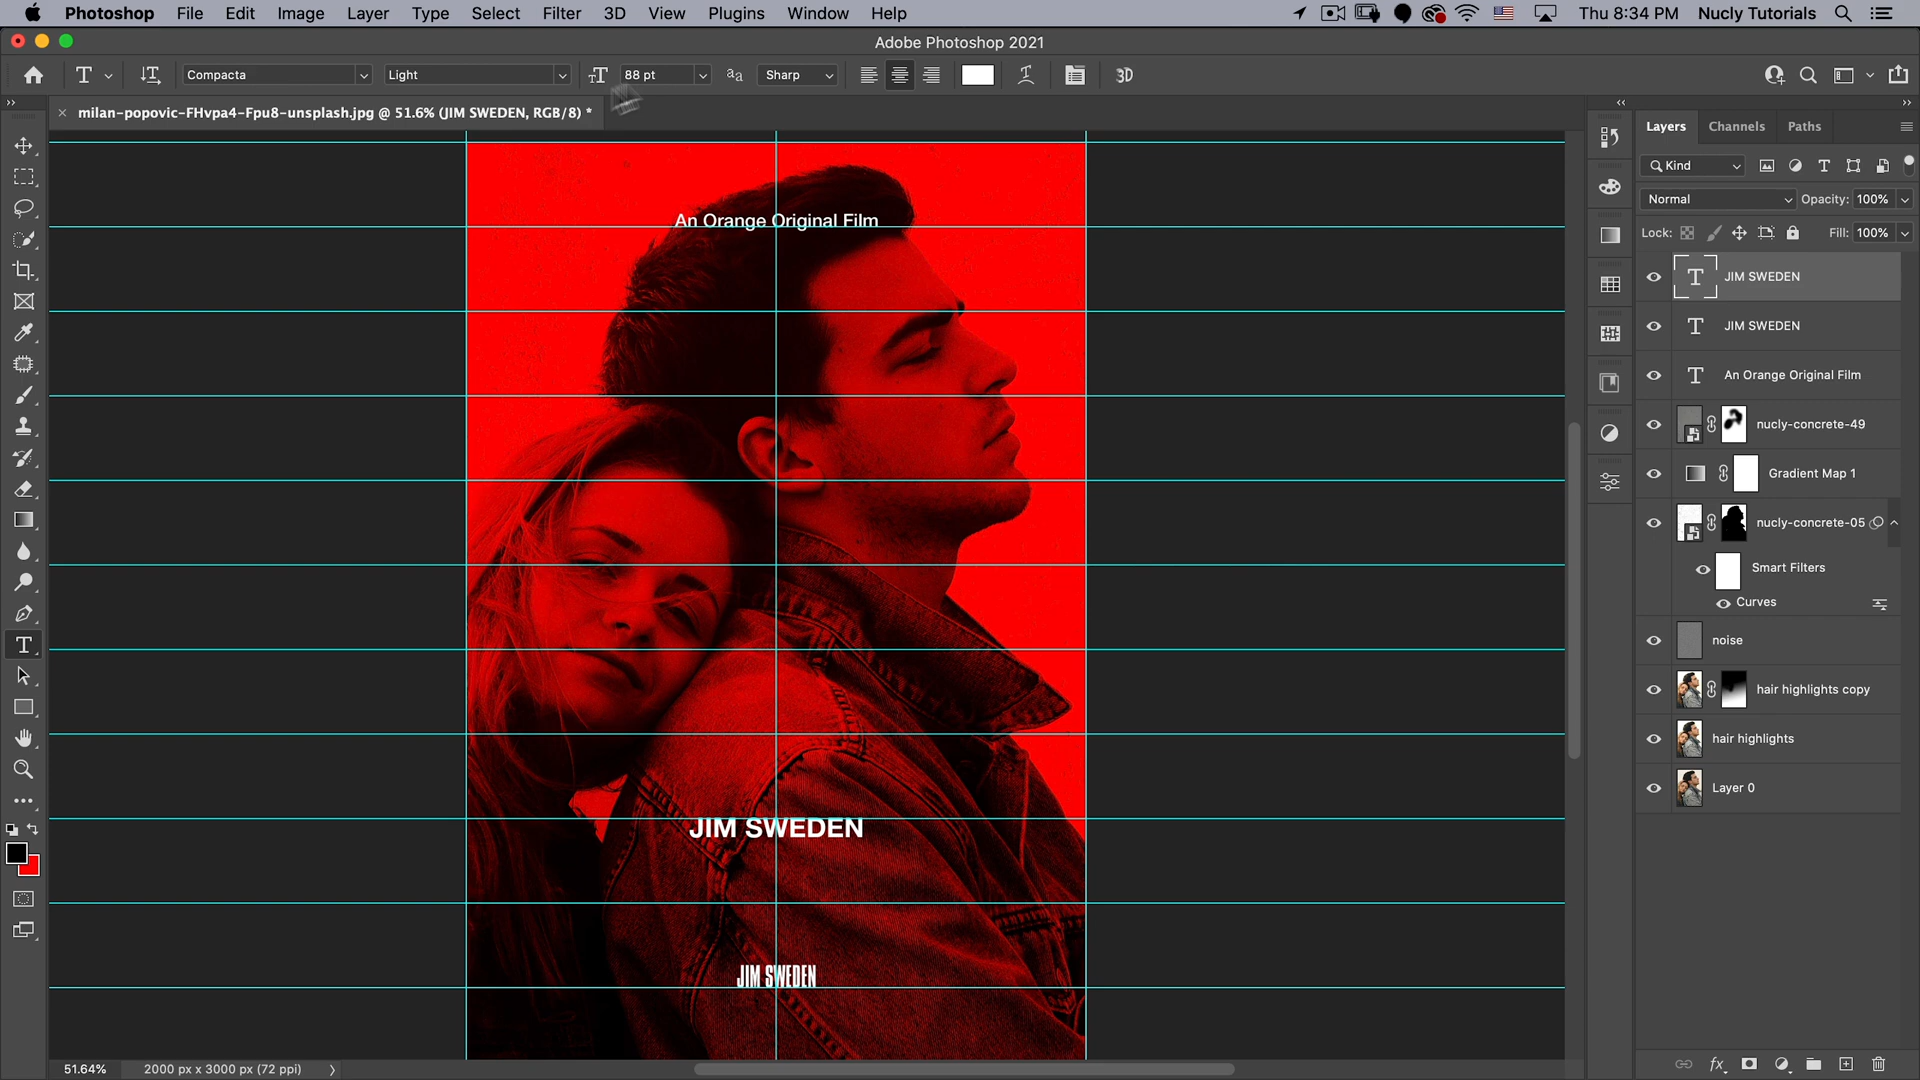 Photoshop File Edit Image Layer Type Select Filter 3D View Plugins Window Help Thu 8:34 PM Nucly Tutorials
Adobe Photoshop 2021
Compacta Light 88 pt Sharp 3D
milan-popovic-FHvpa4-Fpu8-unsplash.jpg @ 51.6% (JIM SWEDEN, RGB/8) *
Layers Channels Paths
Kind
Normal Opacity: 100%
Lock: Fill: 100%
JIM SWEDEN
JIM SWEDEN
An Orange Original Film
nucly-concrete-49
Gradient Map 1
nucly-concrete-05
Smart Filters
Curves
noise
hair highlights copy
hair highlights
Layer 0
An Orange Original Film
JIM SWEDEN
JIM SWEDEN
51.64% 2000 px x 3000 px (72 ppi)